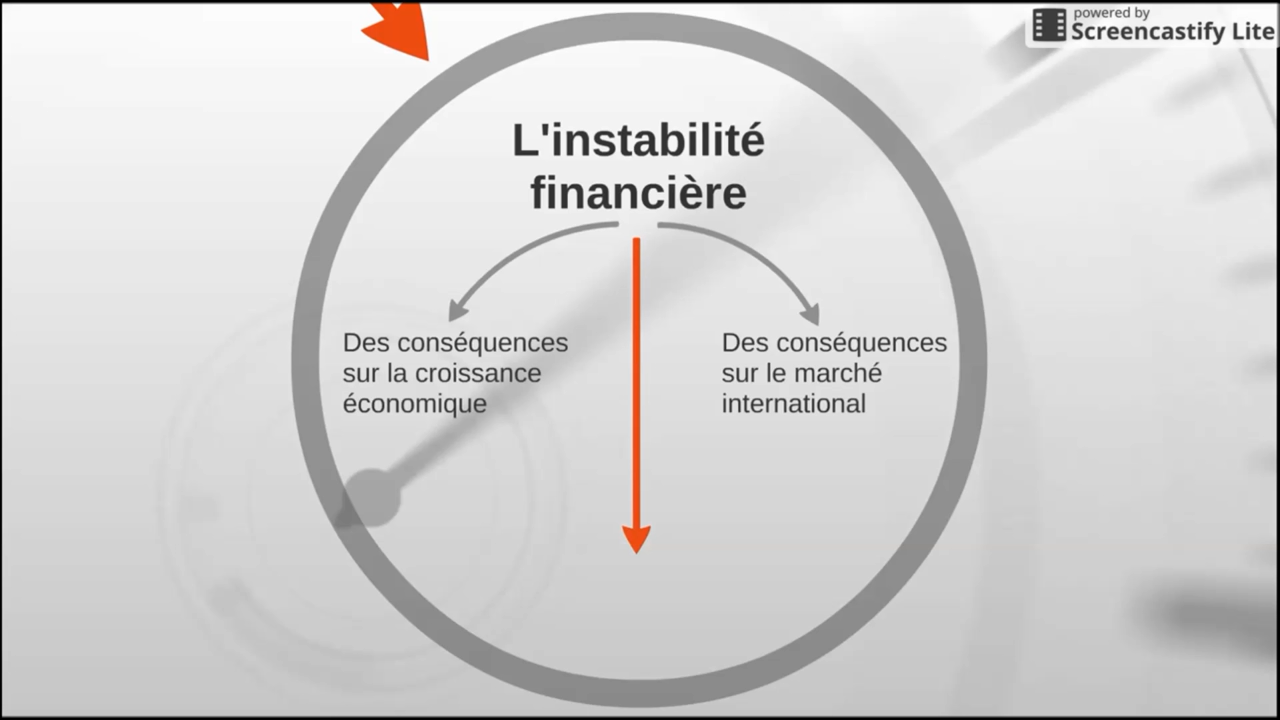 powered by
Screencastify Lite
L'instabilité
financière
Des conséquences
sur la croissance
économique
Des conséquences
sur le marché
international